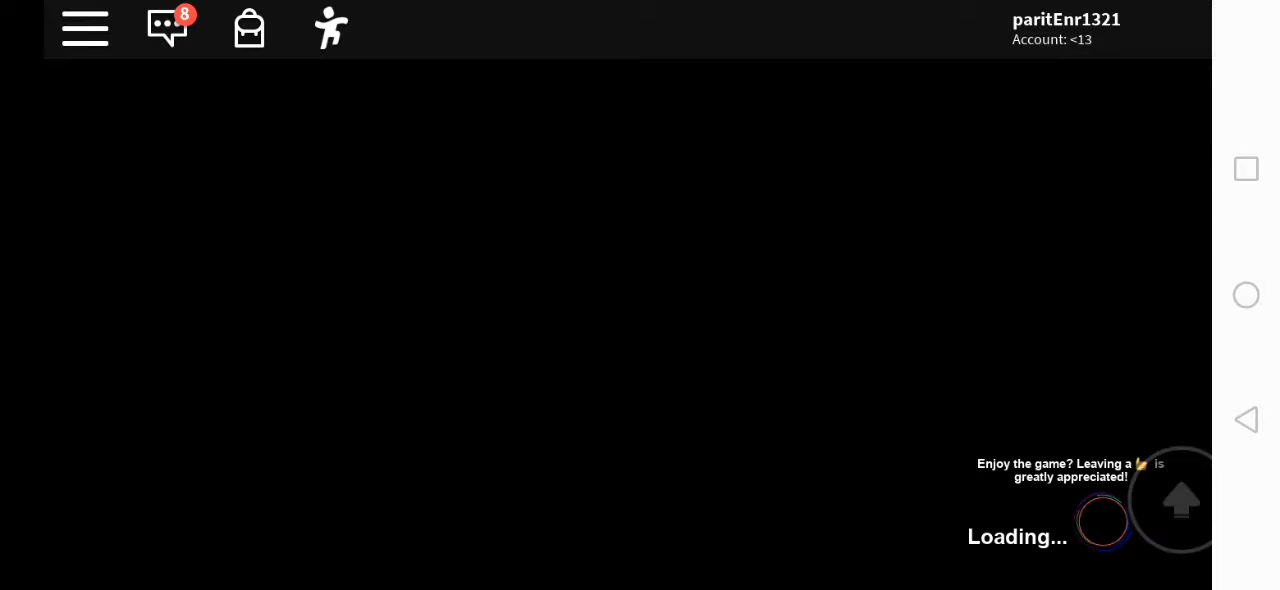 8
paritEnr1321
Account: <13
Enjoy the game? Leaving a 👍 is
greatly appreciated!
Loading...